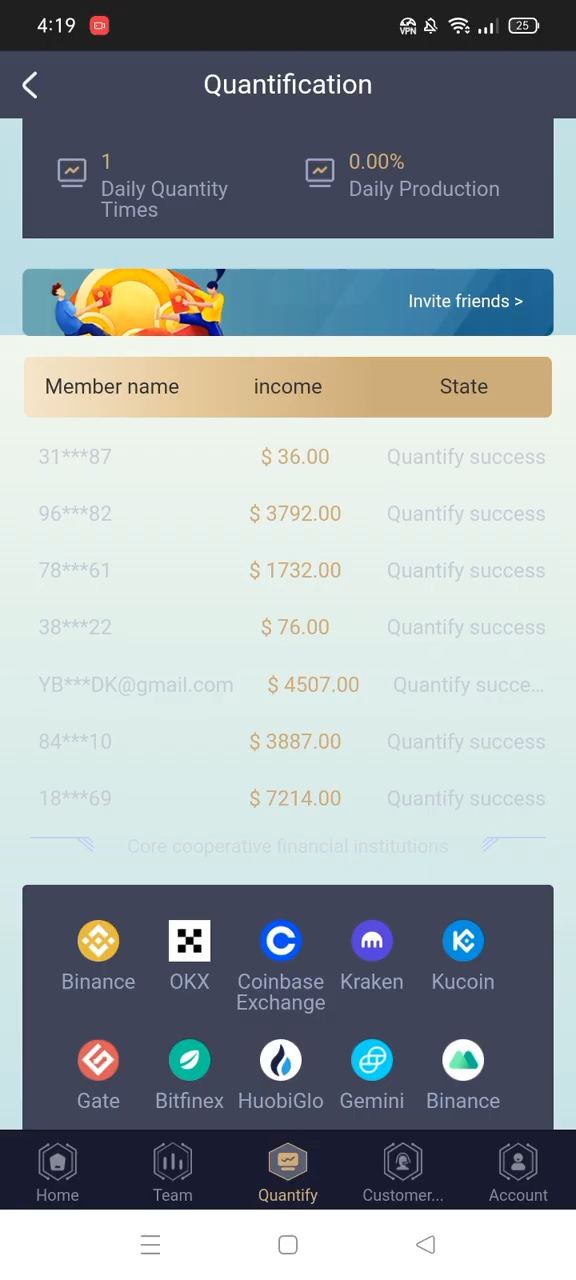 4:19
VPN
25
Quantification
1
0.00%
Daily Quantity
Times
Daily Production
Invite friends >
Member name income State
31***87 $ 36.00 Quantify success
96***82 $ 3792.00 Quantify success
78***61 $ 1732.00 Quantify success
38***22 $ 76.00 Quantify success
YB***DK@gmail.com $ 4507.00 Quantify succe...
84***10 $ 3887.00 Quantify success
18***69 $ 7214.00 Quantify success
Core cooperative financial institutions
Binance OKX Coinbase Kraken Kucoin
Exchange
Gate Bitfinex HuobiGlo Gemini Binance
Home Team Quantify Customer... Account